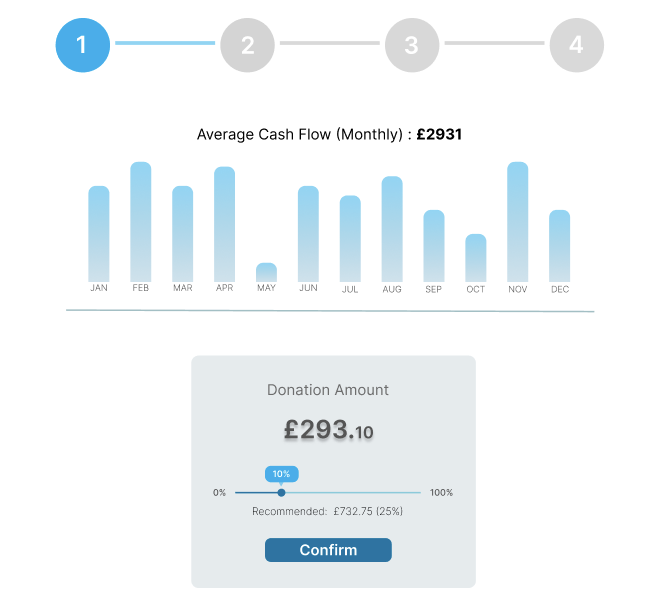 1 2 3 4
Average Cash Flow (Monthly) : £2931
JAN FEB MAR APR MAY JUN JUL AUG SEP OCT NOV DEC
Donation Amount
£293.10
10%
0% 100%
Recommended: £732.75 (25%)
Confirm